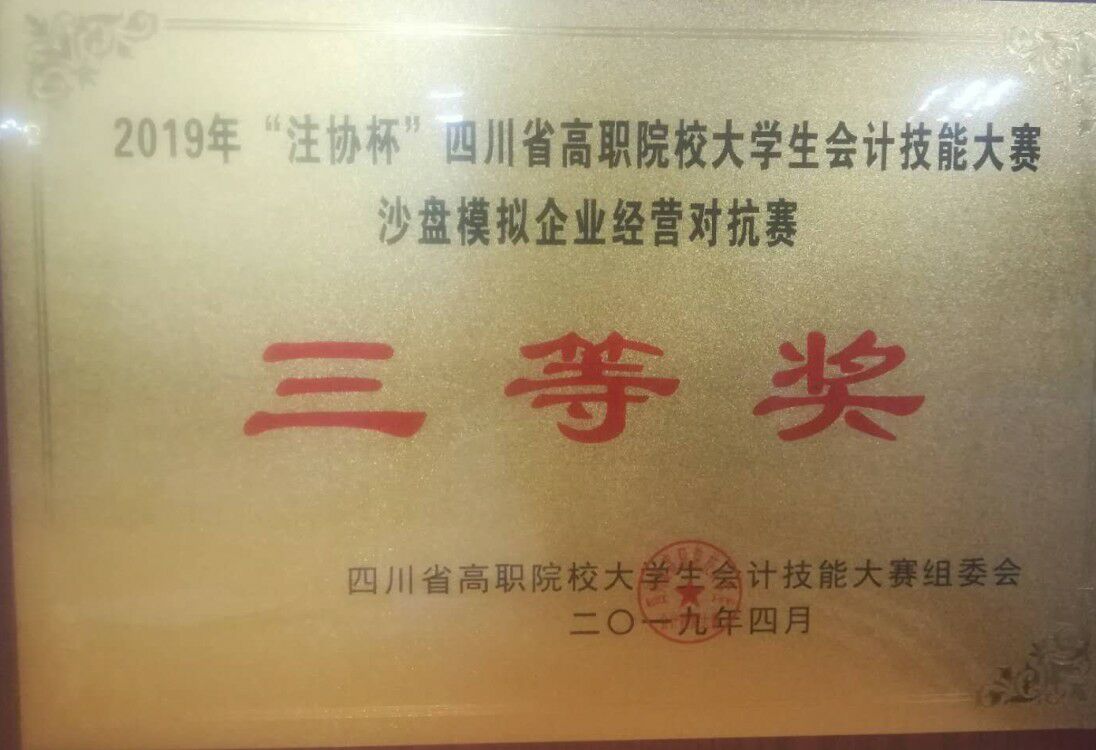 2019年“注协杯”四川省高职院校大学生会计技能大赛
沙盘模拟企业经营对抗赛
三等奖
四川省高职院校大学生会计技能大赛组委会
二〇一九年四月